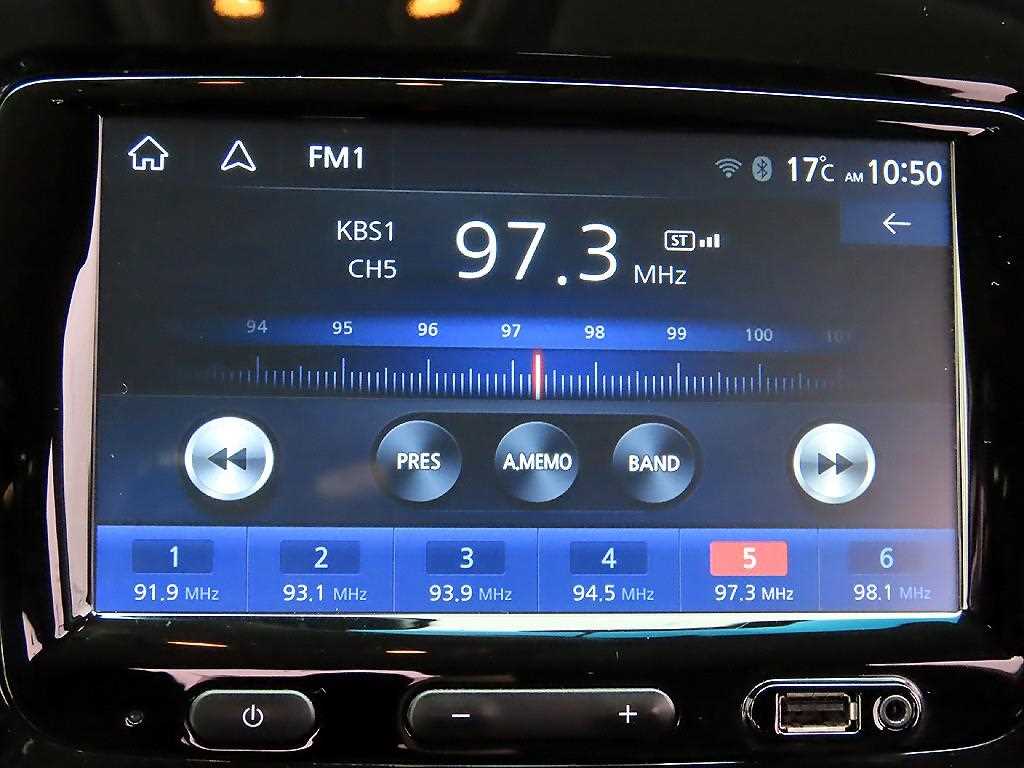 FM1
17℃ AM 10:50
KBS1
CH5
97.3 MHz
ST
94 95 96 97 98 99 100 101
PRES A.MEMO BAND
1 2 3 4 5 6
91.9 MHz 93.1 MHz 93.9 MHz 94.5 MHz 97.3 MHz 98.1 MHz
− +